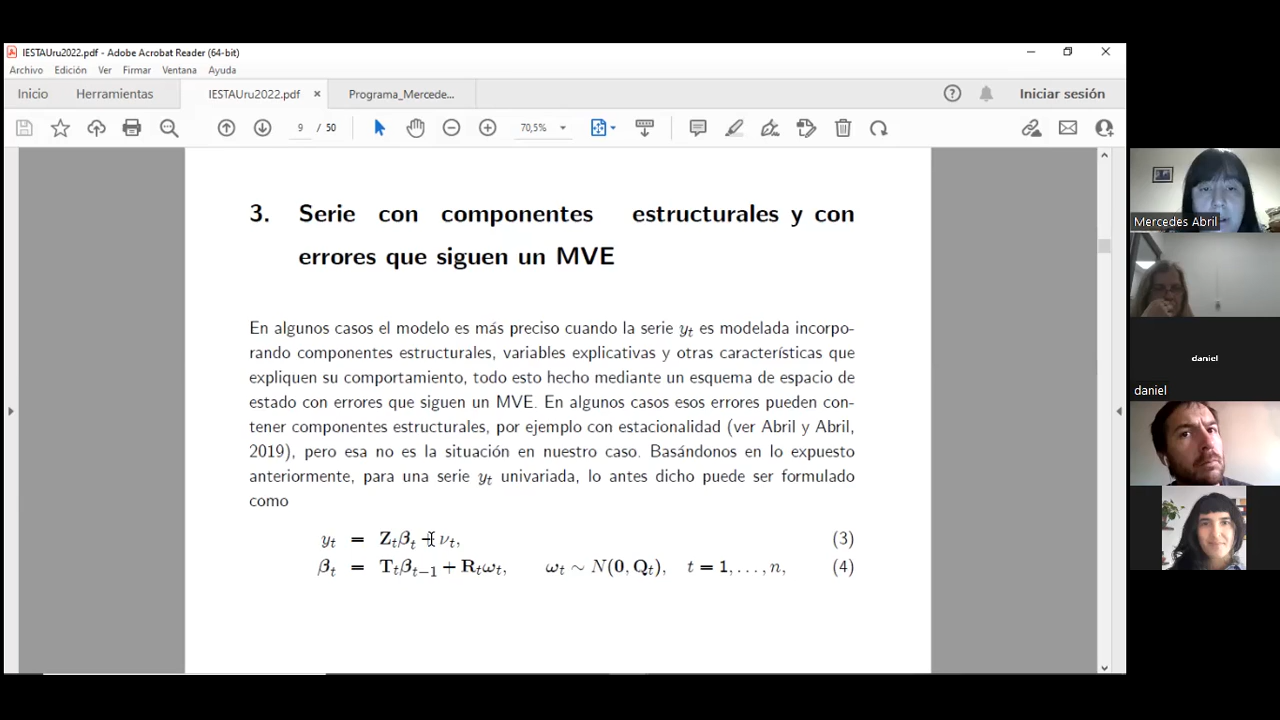 IESTAUru2022.pdf - Adobe Acrobat Reader (64-bit)
Archivo Edición Ver Firmar Ventana Ayuda
Inicio Herramientas IESTAUru2022.pdf × Programa_Mercede... Iniciar sesión
9 / 50 70,5%
3. Serie con componentes estructurales y con
errores que siguen un MVE
En algunos casos el modelo es más preciso cuando la serie yₜ es modelada incorpo-
rando componentes estructurales, variables explicativas y otras características que
expliquen su comportamiento, todo esto hecho mediante un esquema de espacio de
estado con errores que siguen un MVE. En algunos casos esos errores pueden con-
tener componentes estructurales, por ejemplo con estacionalidad (ver Abril y Abril,
2019), pero esa no es la situación en nuestro caso. Basándonos en lo expuesto
anteriormente, para una serie yₜ univariada, lo antes dicho puede ser formulado
como
yₜ = Zₜβₜ + νₜ, (3)
βₜ = Tₜβₜ₋₁ + Rₜωₜ, ωₜ ∼ N(0, Qₜ), t = 1, . . . , n, (4)
Mercedes Abril
daniel
daniel